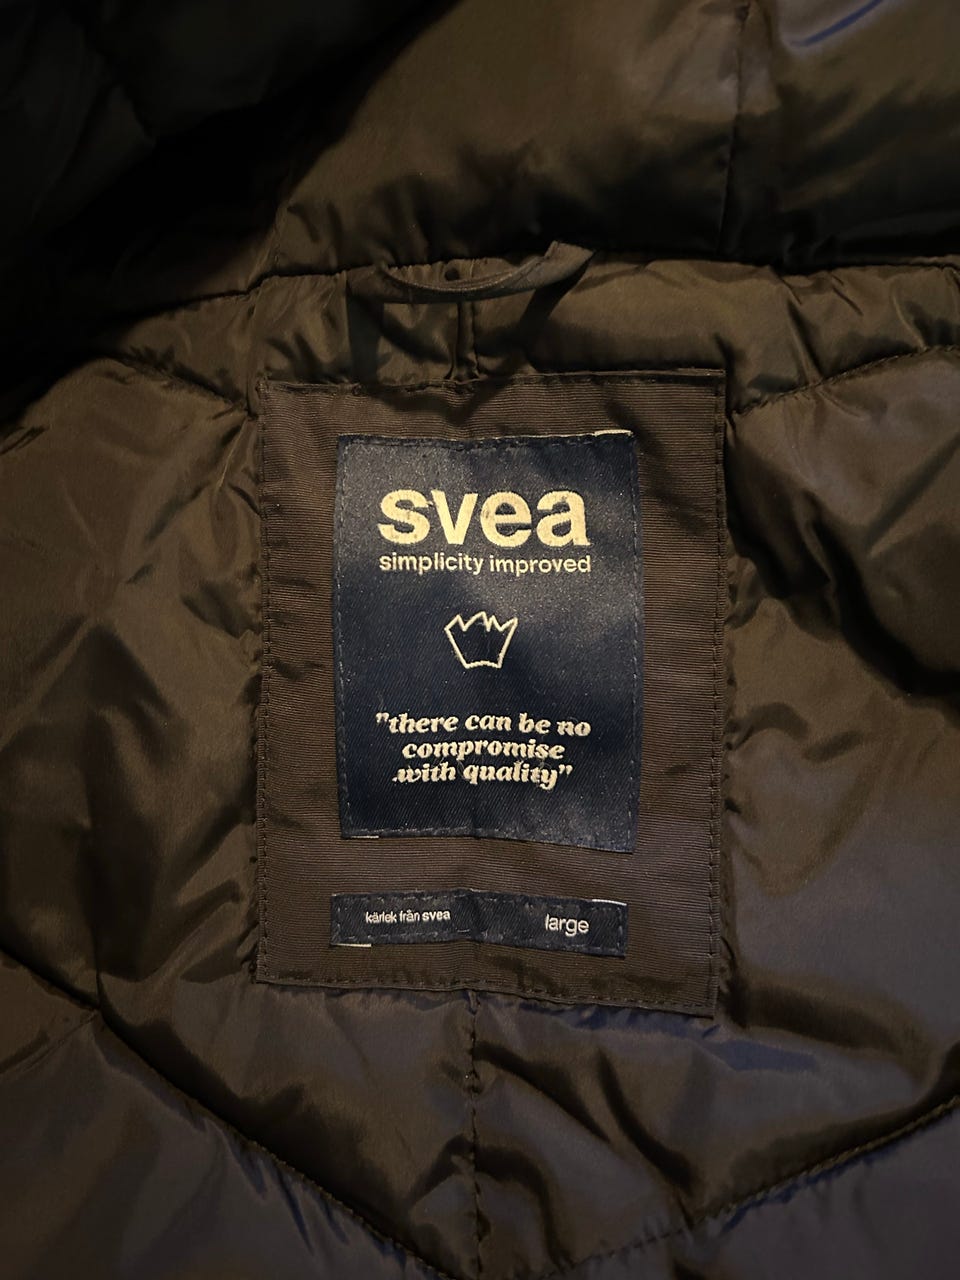 svea
simplicity improved
"there can be no
compromise
with quality"
kärlek från svea
large